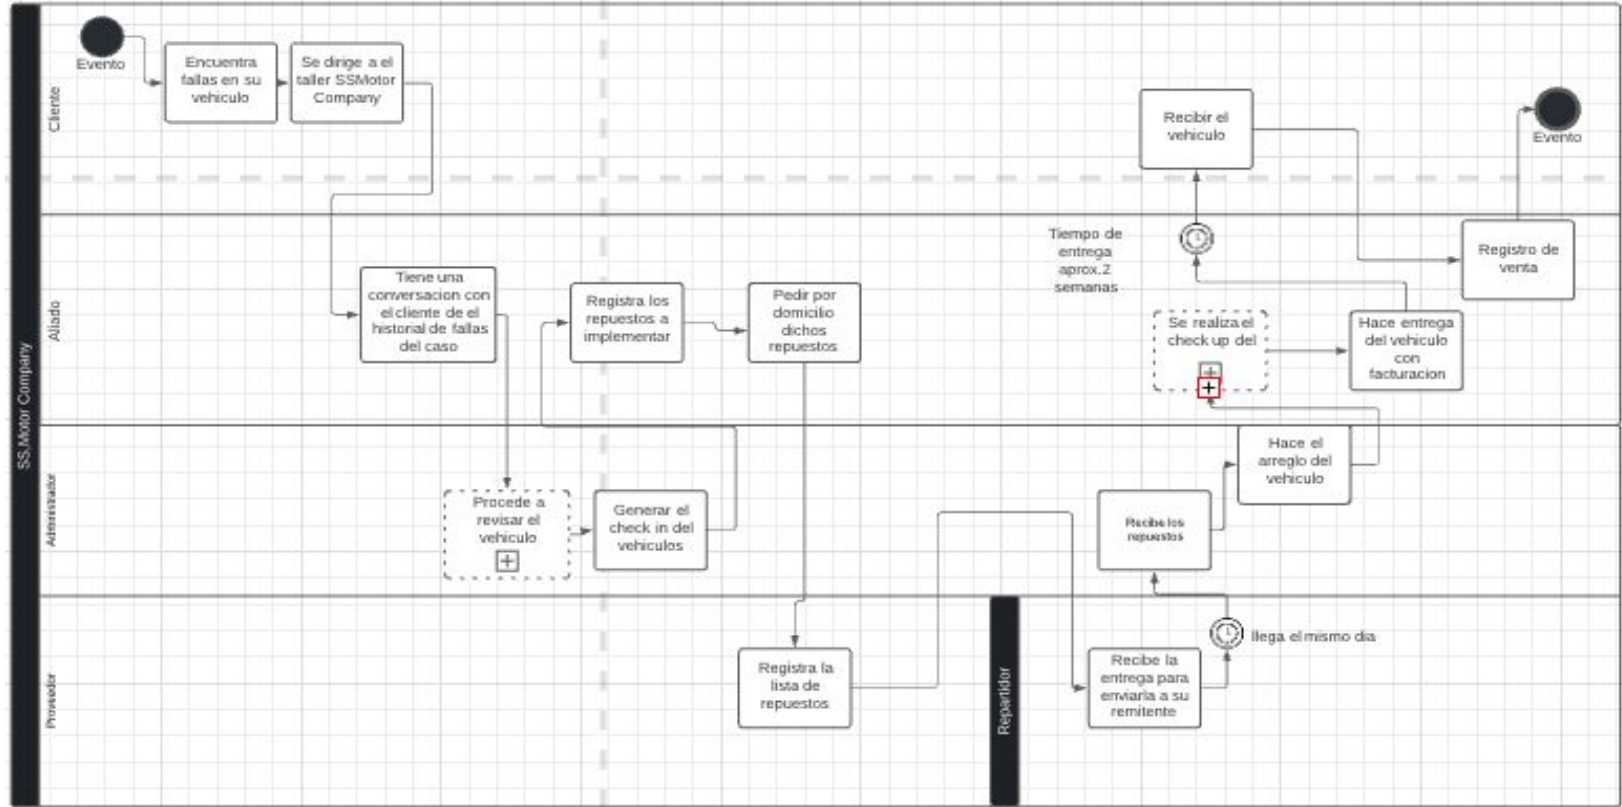 SS,Motor Company
Cliente
Evento
Encuentra
fallas en su
vehiculo
Se dirige a el
taller SSMotor
Company
Recibir el
vehiculo
Evento
Aliado
Tiene una
conversacion con
el cliente de el
historial de fallas
del caso
Registra los
repuestos a
implementar
Pedir por
domicilio
dichos
repuestos
Tiempo de
entrega
aprox.2
semanas
Se realiza el
check up del
Hace entrega
del vehiculo
con
facturacion
Registro de
venta
Administrador
Procede a
revisar el
vehiculo
Generar el
check in del
vehiculos
Recibe los
repuestos
Hace el
arreglo del
vehiculo
Provedor
Registra la
lista de
repuestos
Repartidor
Recibe la
entrega para
enviarla a su
remitente
llega el mismo dia